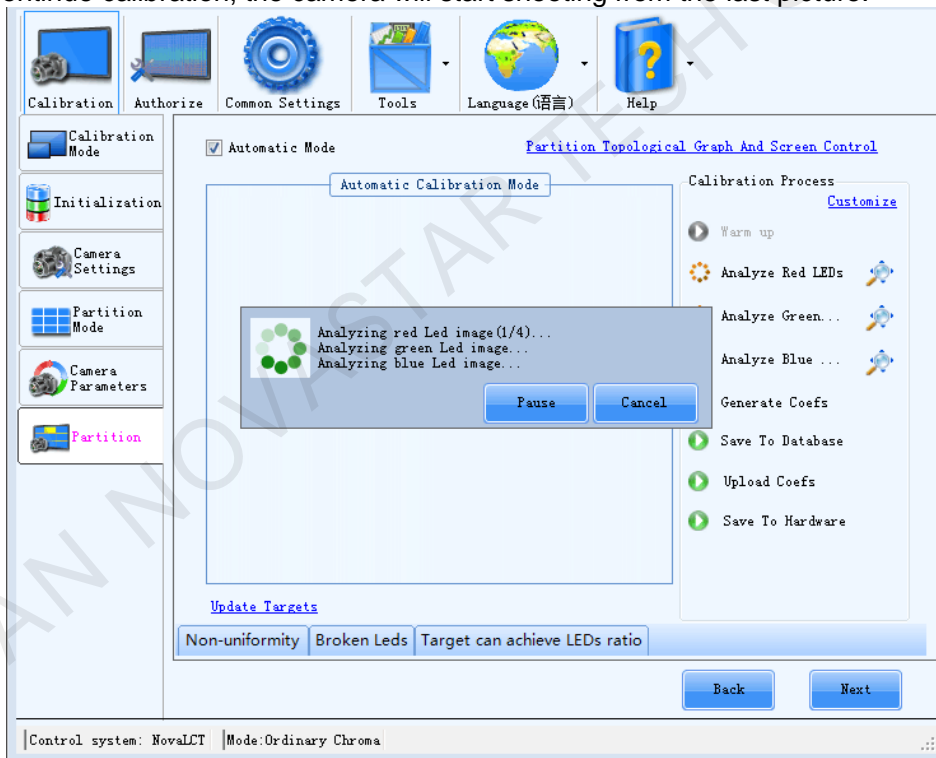 ontinue calibration, the camera will start shooting from the last picture.
Calibration
Authorize
Common Settings
Tools
Language(语言)
Help
Calibration
Mode
Initialization
Camera
Settings
Partition
Mode
Camera
Parameters
Partition
Automatic Mode
Partition Topological Graph And Screen Control
Automatic Calibration Mode
Calibration Process
Customize
Warm up
Analyze Red LEDs
Analyze Green...
Analyze Blue ...
Generate Coefs
Save To Database
Upload Coefs
Save To Hardware
Analyzing red Led image(1/4)...
Analyzing green Led image...
Analyzing blue Led image...
Pause
Cancel
Update Targets
Non-uniformity
Broken Leds
Target can achieve LEDs ratio
Back
Next
Control system: NovaLCT
Mode:Ordinary Chroma
AN NOVASTAR TECH